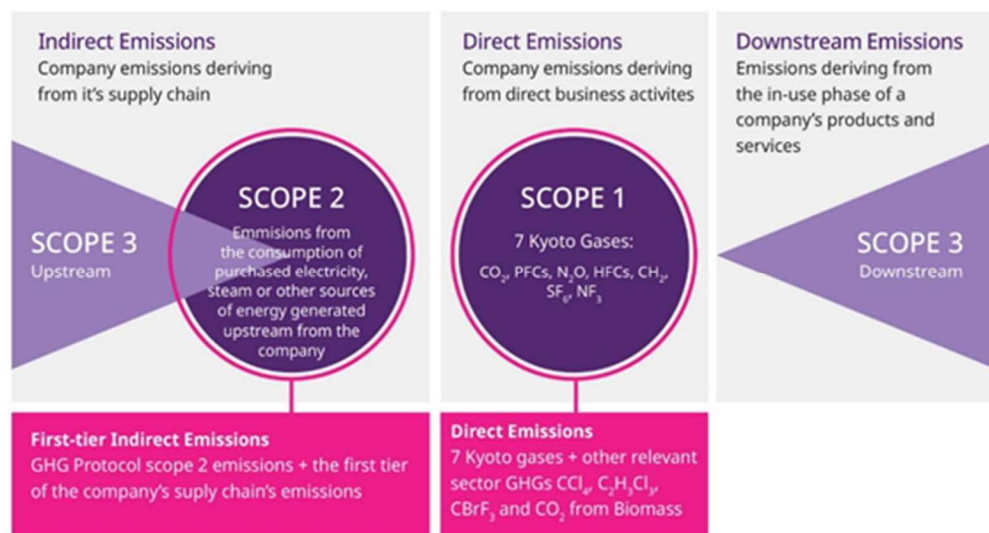 Indirect Emissions
Company emissions deriving
from it's supply chain
SCOPE 3
Upstream
SCOPE 2
Emmisions from
the consumption of
purchased electricity,
steam or other sources
of energy generated
upstream from the
company
First-tier Indirect Emissions
GHG Protocol scope 2 emissions + the first tier
of the company's suply chain's emissions
Direct Emissions
Company emissions deriving
from direct business activites
SCOPE 1
7 Kyoto Gases:
CO₂, PFCs, N₂O, HFCs, CH₂,
SF₆, NF₃
Direct Emissions
7 Kyoto gases + other relevant
sector GHGs CCl₄, C₂H₃Cl₃,
CBrF₃ and CO₂ from Biomass
Downstream Emissions
Emissions deriving from
the in-use phase of a
company's products and
services
SCOPE 3
Downstream